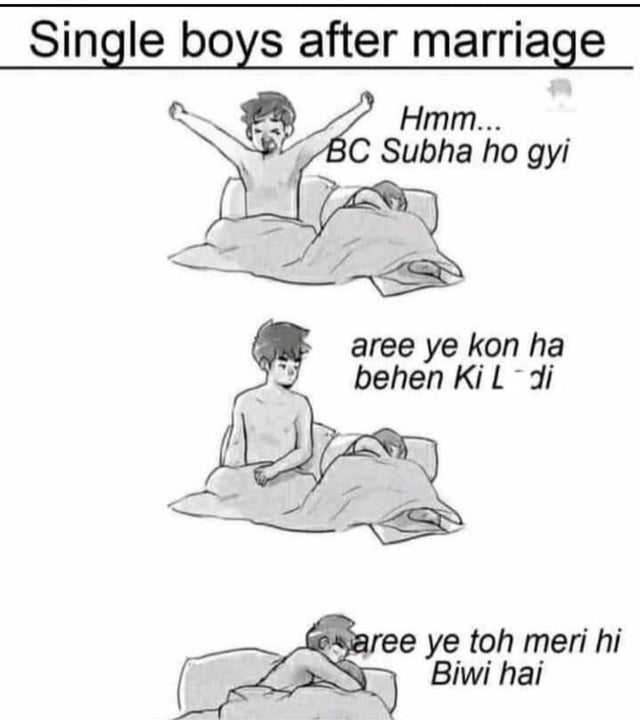 Single boys after marriage
Hmm...
BC Subha ho gyi
aree ye kon ha
behen Ki L di
aree ye toh meri hi
Biwi hai